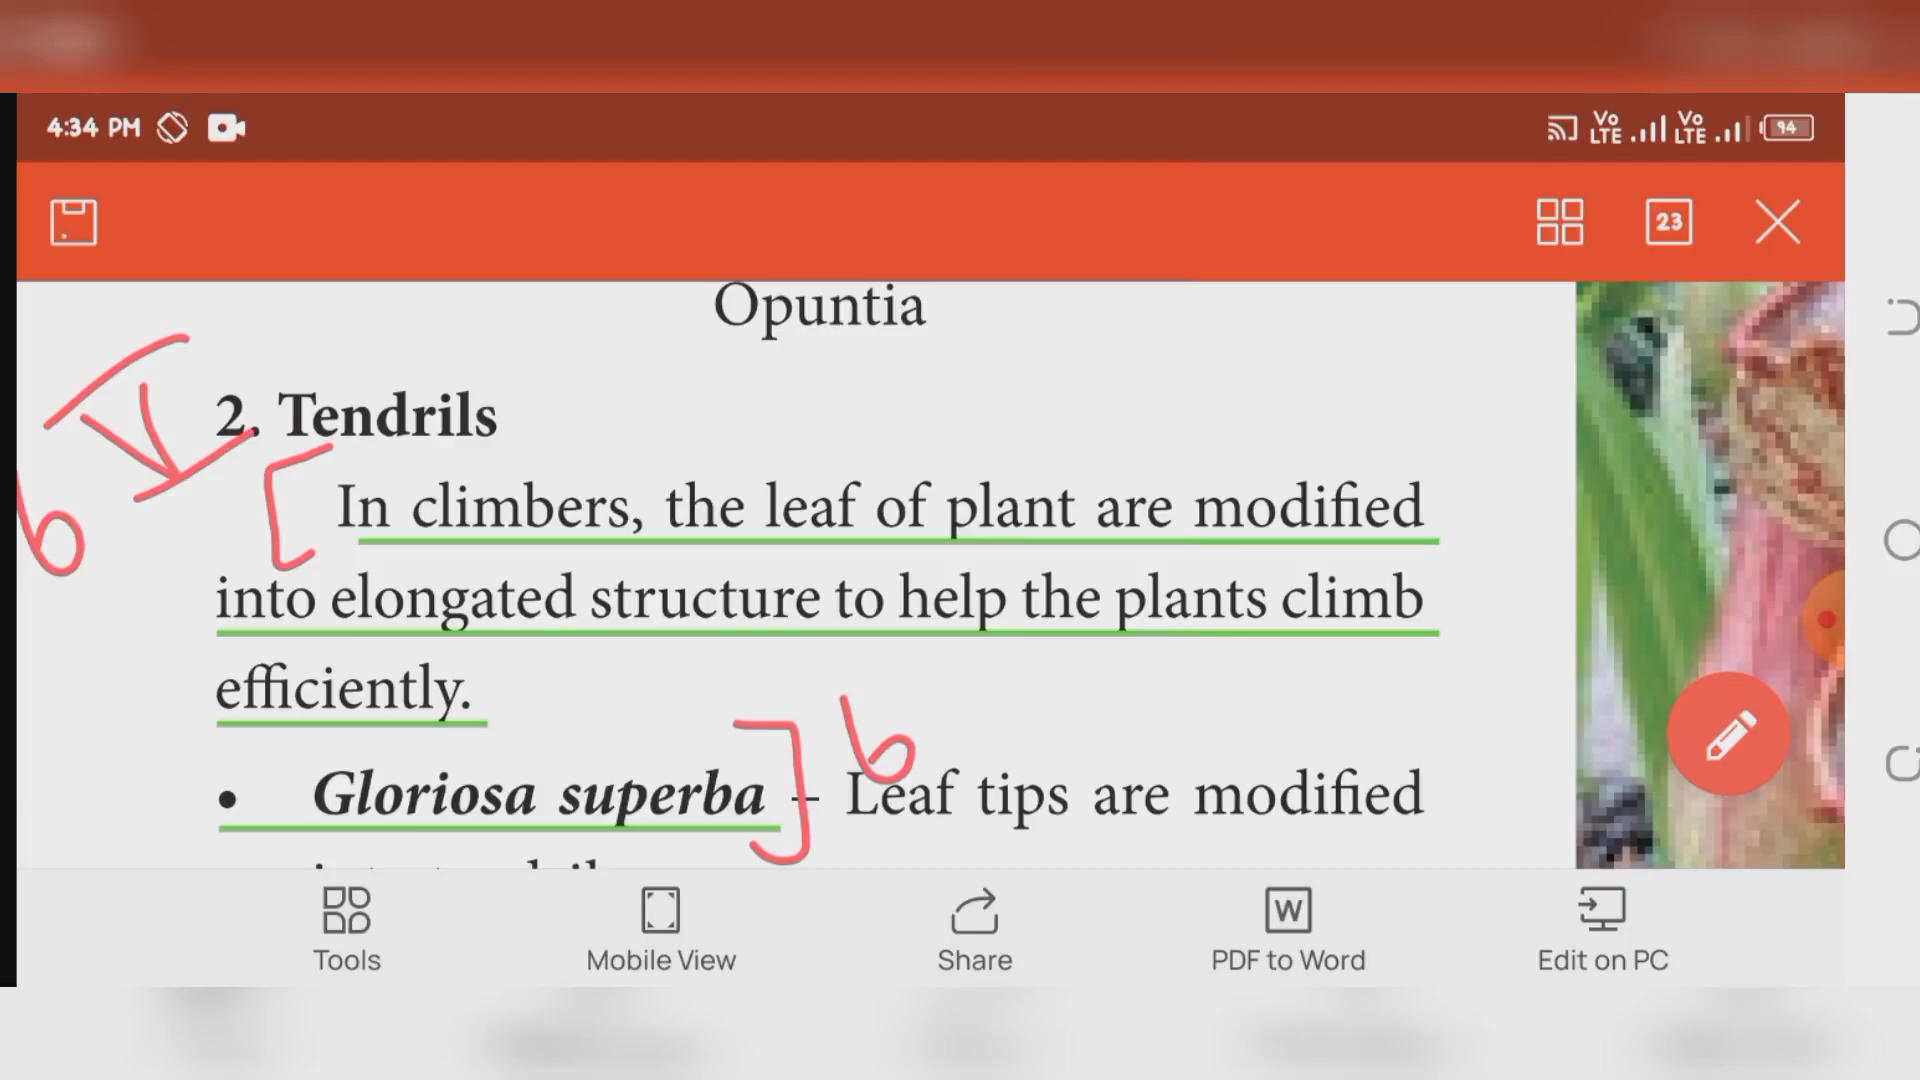 4:34 PM
Vo LTE Vo LTE 94
23
Opuntia
2. Tendrils
In climbers, the leaf of plant are modified
into elongated structure to help the plants climb
efficiently.
b
b
• Gloriosa superba – Leaf tips are modified
Tools Mobile View Share PDF to Word Edit on PC